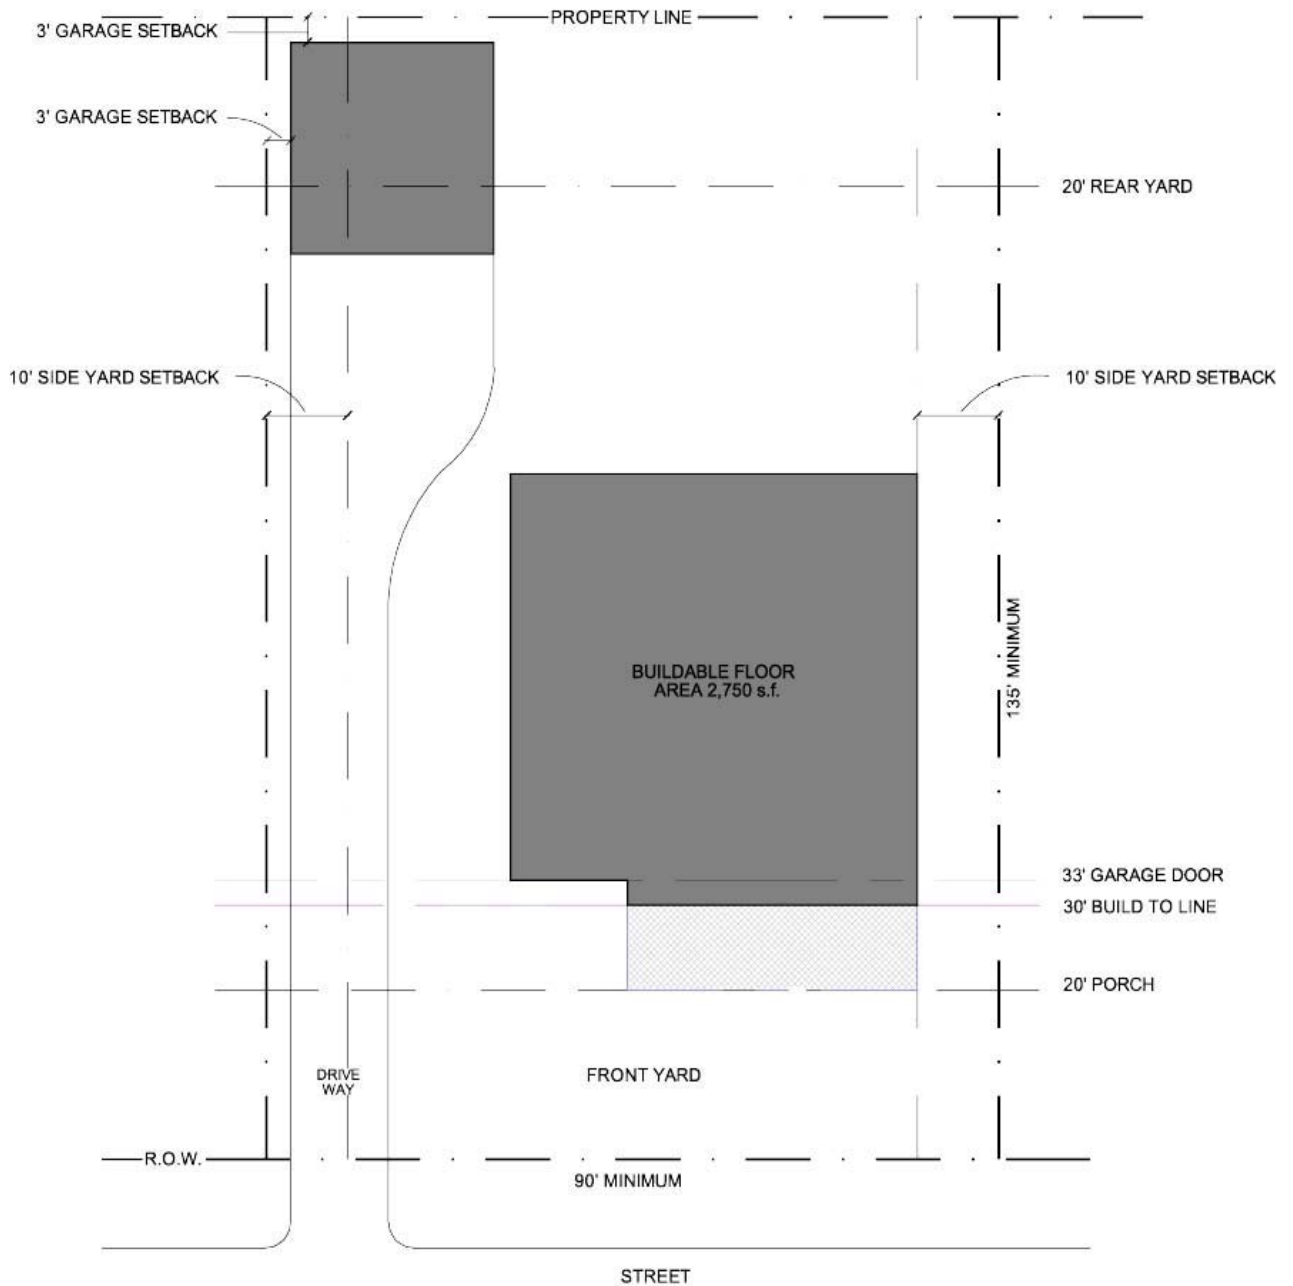 PROPERTY LINE
3' GARAGE SETBACK
3' GARAGE SETBACK
20' REAR YARD
10' SIDE YARD SETBACK
10' SIDE YARD SETBACK
135' MINIMUM
BUILDABLE FLOOR
AREA 2,750 s.f.
33' GARAGE DOOR
30' BUILD TO LINE
20' PORCH
DRIVE
WAY
FRONT YARD
R.O.W.
90' MINIMUM
STREET